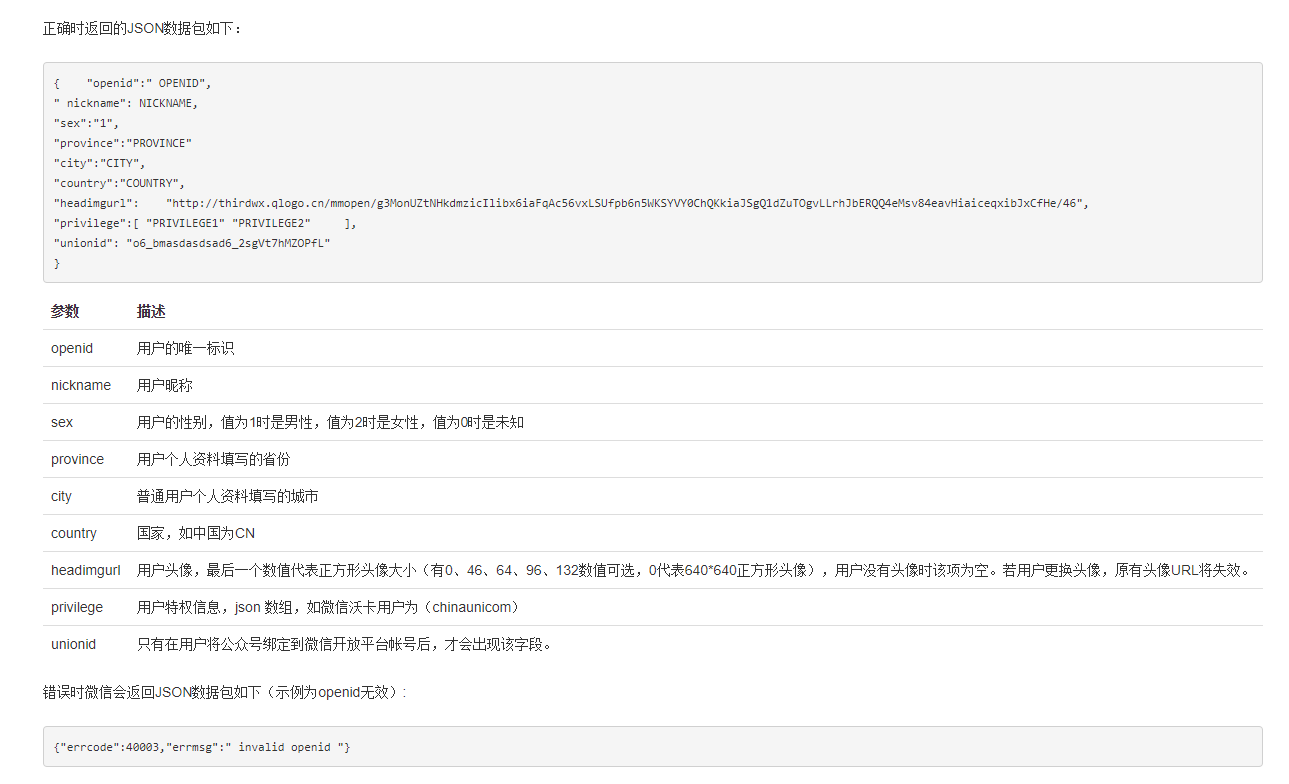 正确时返回的JSON数据包如下：
{    "openid":" OPENID",
" nickname": NICKNAME,
"sex":"1",
"province":"PROVINCE"
"city":"CITY",
"country":"COUNTRY",
"headimgurl":    "http://thirdwx.qlogo.cn/mmopen/g3MonUZtNHkdmzicIlibx6iaFqAc56vxLSUfpb6n5WKSYVY0ChQKkiaJSgQ1dZuTOgvLLrhJbERQQ4eMsv84eavHiaiceqxibJxCfHe/46",
"privilege":[ "PRIVILEGE1" "PRIVILEGE2"     ],
"unionid": "o6_bmasdasdsad6_2sgVt7hMZOPfL"
}
参数 描述
openid 用户的唯一标识
nickname 用户昵称
sex 用户的性别，值为1时是男性，值为2时是女性，值为0时是未知
province 用户个人资料填写的省份
city 普通用户个人资料填写的城市
country 国家，如中国为CN
headimgurl 用户头像，最后一个数值代表正方形头像大小（有0、46、64、96、132数值可选，0代表640*640正方形头像），用户没有头像时该项为空。若用户更换头像，原有头像URL将失效。
privilege 用户特权信息，json 数组，如微信沃卡用户为（chinaunicom）
unionid 只有在用户将公众号绑定到微信开放平台帐号后，才会出现该字段。
错误时微信会返回JSON数据包如下（示例为openid无效）:
{"errcode":40003,"errmsg":" invalid openid "}